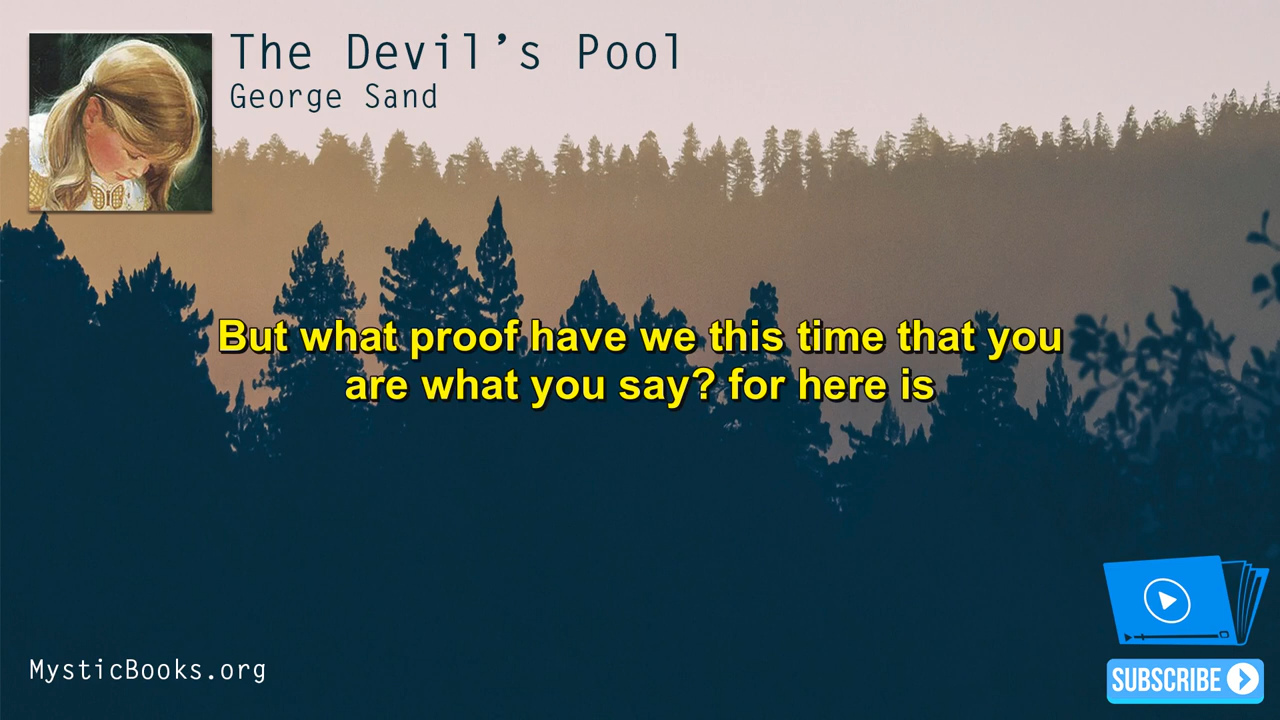 The Devil’s Pool
George Sand
But what proof have we this time that you
are what you say? for here is
MysticBooks.org
SUBSCRIBE